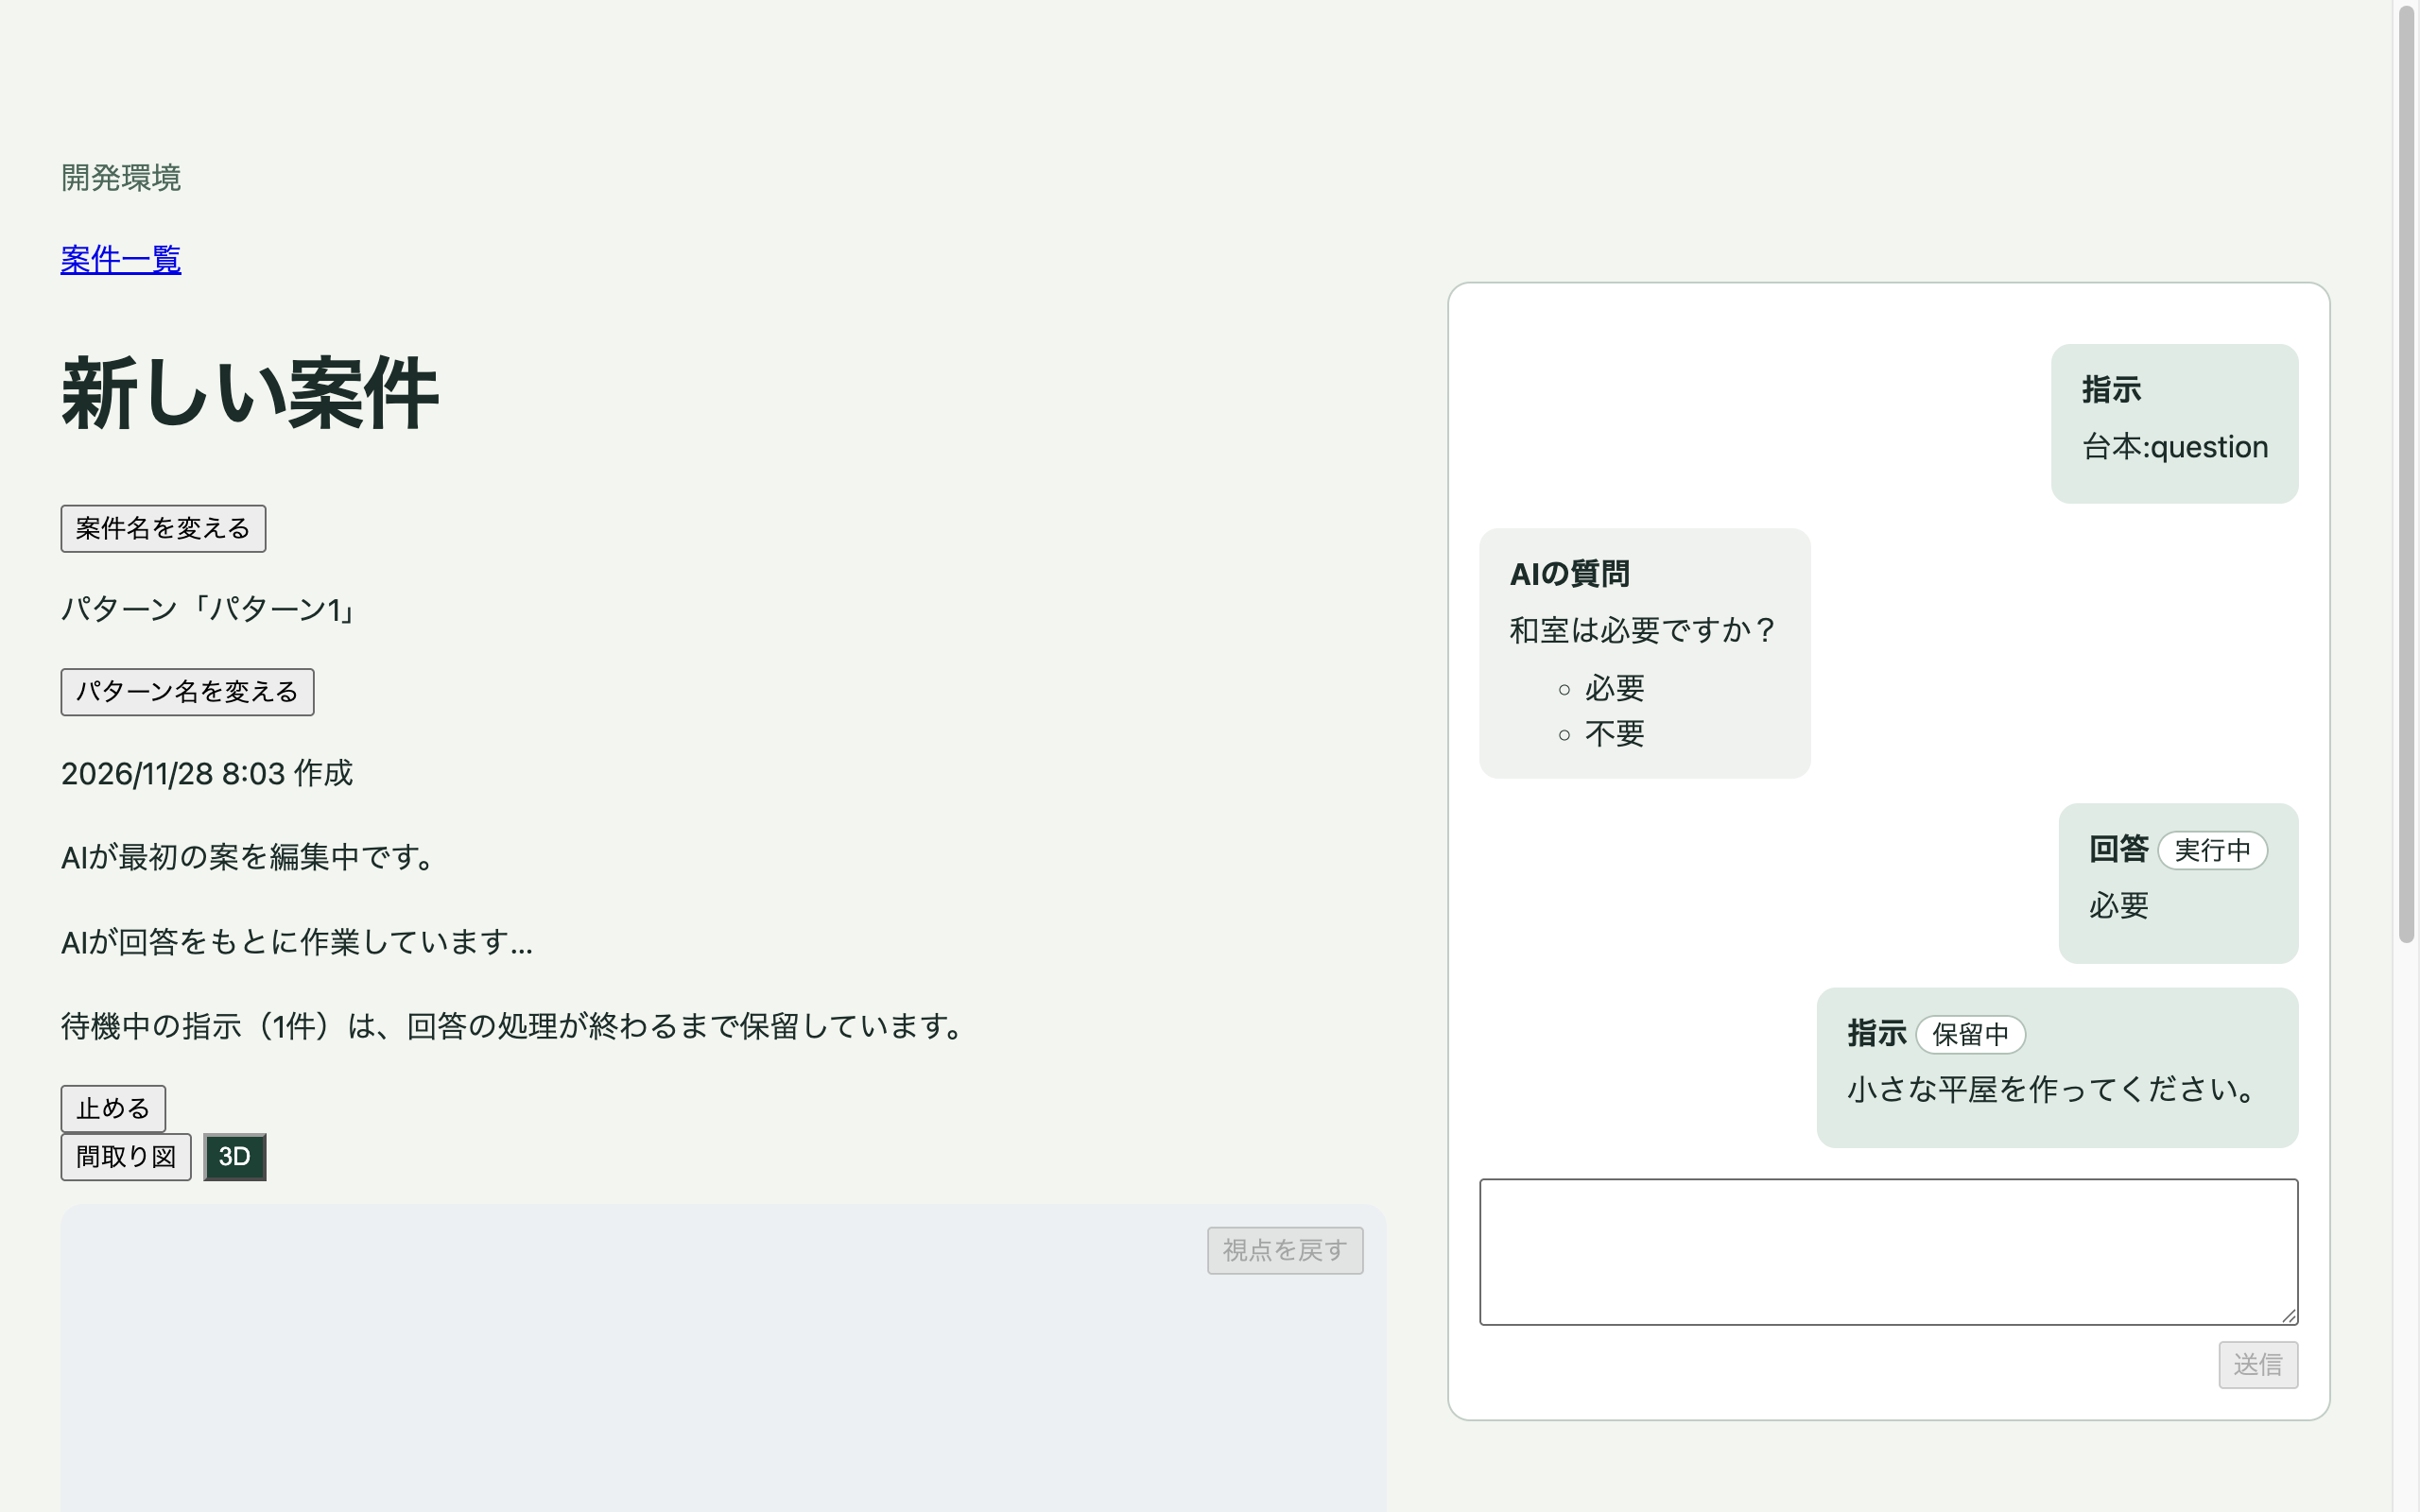 開発環境
案件一覧
新しい案件
案件名を変える
パターン「パターン1」
パターン名を変える
2026/11/28 8:03 作成
AIが最初の案を編集中です。
AIが回答をもとに作業しています…
待機中の指示（1件）は、回答の処理が終わるまで保留しています。
止める
間取り図 3D
視点を戻す
指示
台本:question
AIの質問
和室は必要ですか？
必要
不要
回答 実行中
必要
指示 保留中
小さな平屋を作ってください。
送信